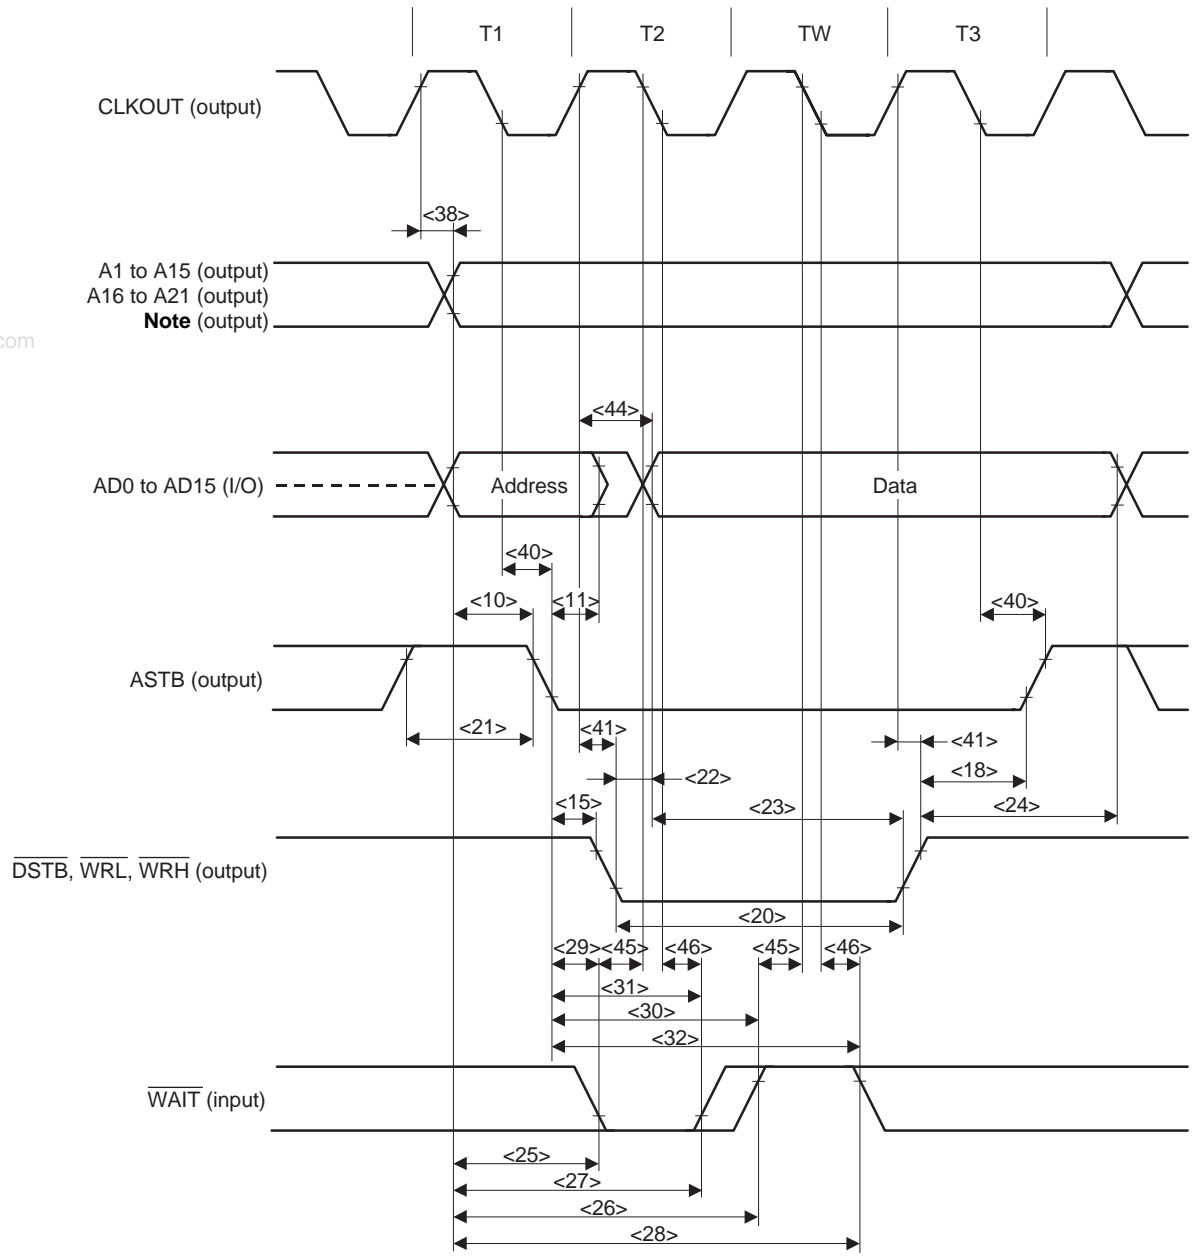 T1 T2 TW T3
CLKOUT (output)
<38>
A1 to A15 (output)
A16 to A21 (output)
Note (output)
com
<44>
AD0 to AD15 (I/O) Address Data
<40>
<10> <11> <40>
ASTB (output)
<21> <41> <41>
<22> <18>
<15> <23> <24>
DSTB, WRL, WRH (output)
<20>
<29> <45> <46> <45> <46>
<31>
<30>
<32>
WAIT (input)
<25>
<27>
<26>
<28>